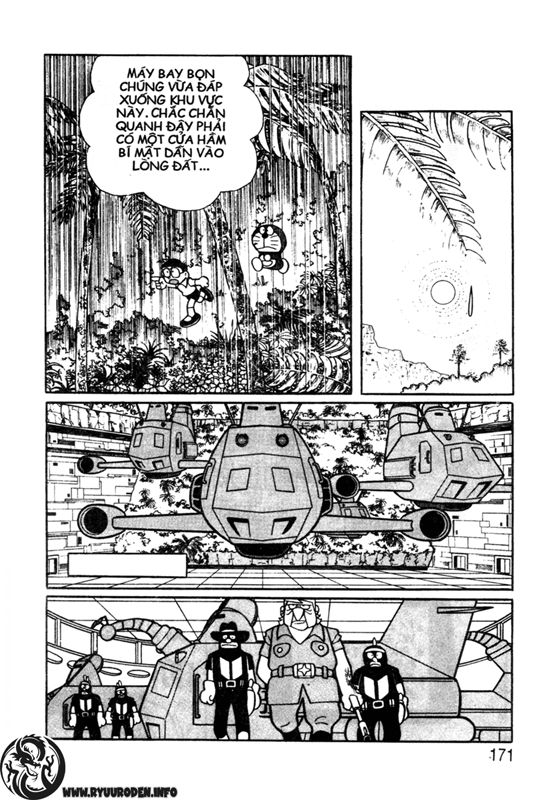 MÁY BAY BỌN
CHÚNG VỪA ĐÁP
XUỐNG KHU VỰC
NÀY. CHẮC CHẮN
QUANH ĐÂY PHẢI
CÓ MỘT CỬA HẦM
BÍ MẬT DẪN VÀO
LÒNG ĐẤT...
171
WWW.RYUURODEN.INFO